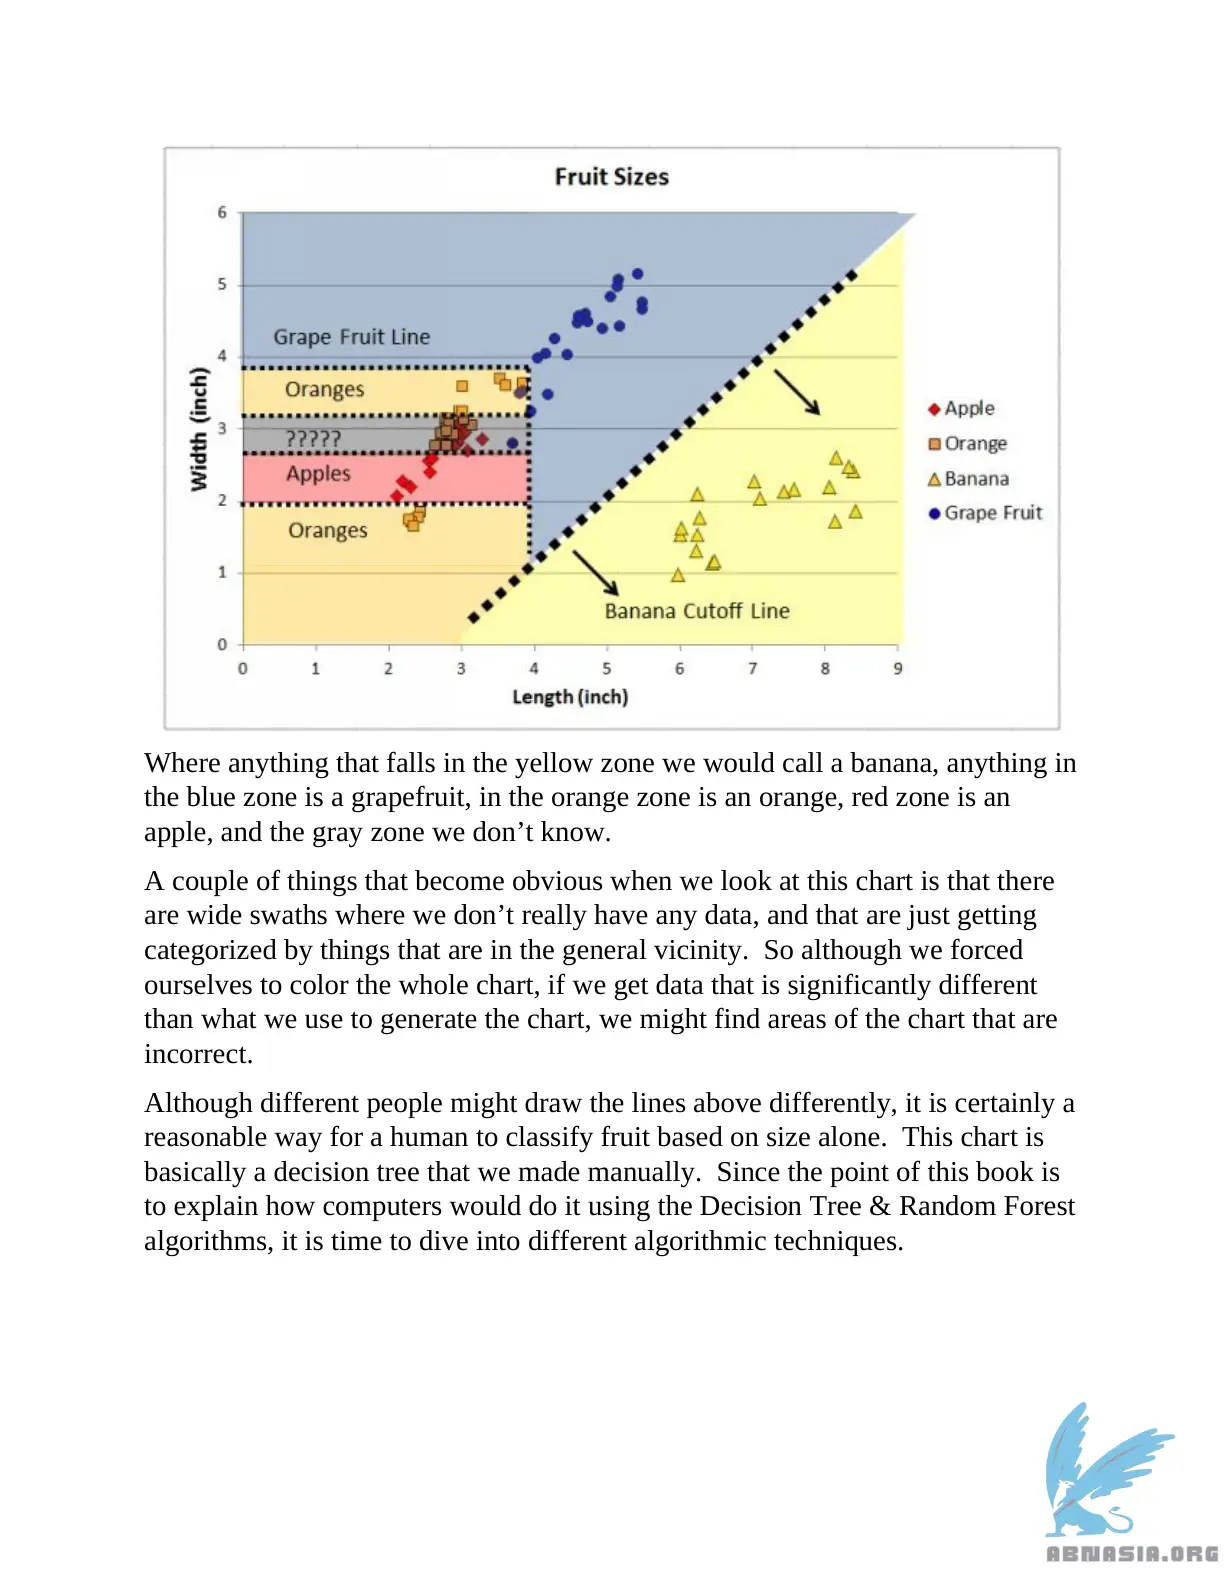 Fruit Sizes
6
5
4
3
2
1
0
Width (inch)
Grape Fruit Line
Oranges
?????
Apples
Oranges
Banana Cutoff Line
0 1 2 3 4 5 6 7 8 9
Length (inch)
Apple
Orange
Banana
Grape Fruit
Where anything that falls in the yellow zone we would call a banana, anything in
the blue zone is a grapefruit, in the orange zone is an orange, red zone is an
apple, and the gray zone we don’t know.
A couple of things that become obvious when we look at this chart is that there
are wide swaths where we don’t really have any data, and that are just getting
categorized by things that are in the general vicinity.  So although we forced
ourselves to color the whole chart, if we get data that is significantly different
than what we use to generate the chart, we might find areas of the chart that are
incorrect.
Although different people might draw the lines above differently, it is certainly a
reasonable way for a human to classify fruit based on size alone.  This chart is
basically a decision tree that we made manually.  Since the point of this book is
to explain how computers would do it using the Decision Tree & Random Forest
algorithms, it is time to dive into different algorithmic techniques.
ABNASIA.ORG